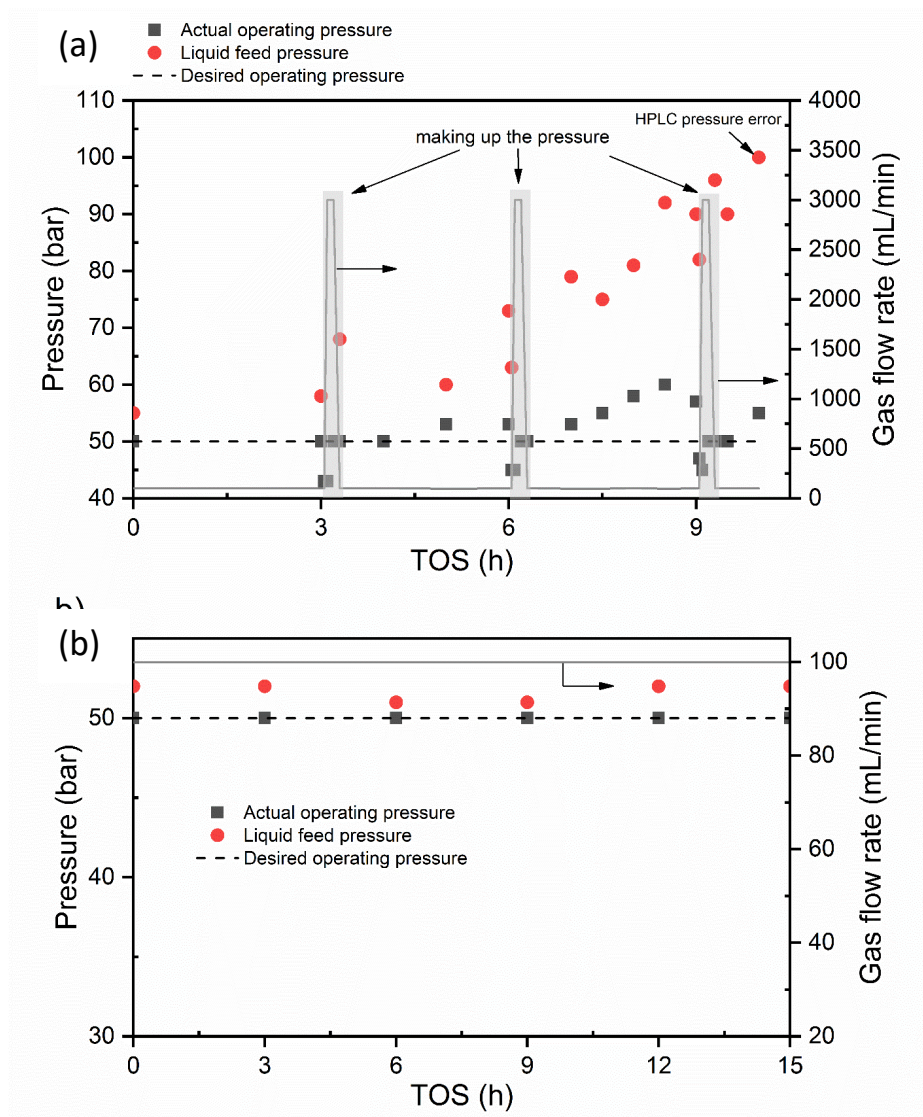 (a)
Actual operating pressure
Liquid feed pressure
Desired operating pressure
110
100
90
80
70
60
50
40
Pressure (bar)
4000
3500
3000
2500
2000
1500
1000
500
0
Gas flow rate (mL/min)
HPLC pressure error
making up the pressure
0
3
6
9
TOS (h)
b)
(b)
50
40
30
Pressure (bar)
100
80
60
40
20
Gas flow rate (mL/min)
Actual operating pressure
Liquid feed pressure
Desired operating pressure
0
3
6
9
12
15
TOS (h)